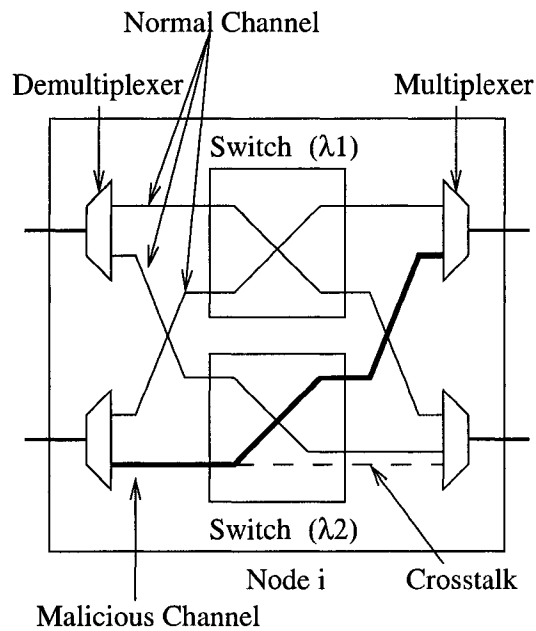 Normal Channel
Demultiplexer
Multiplexer
Switch (λ1)
Switch (λ2)
Node i
Crosstalk
Malicious Channel